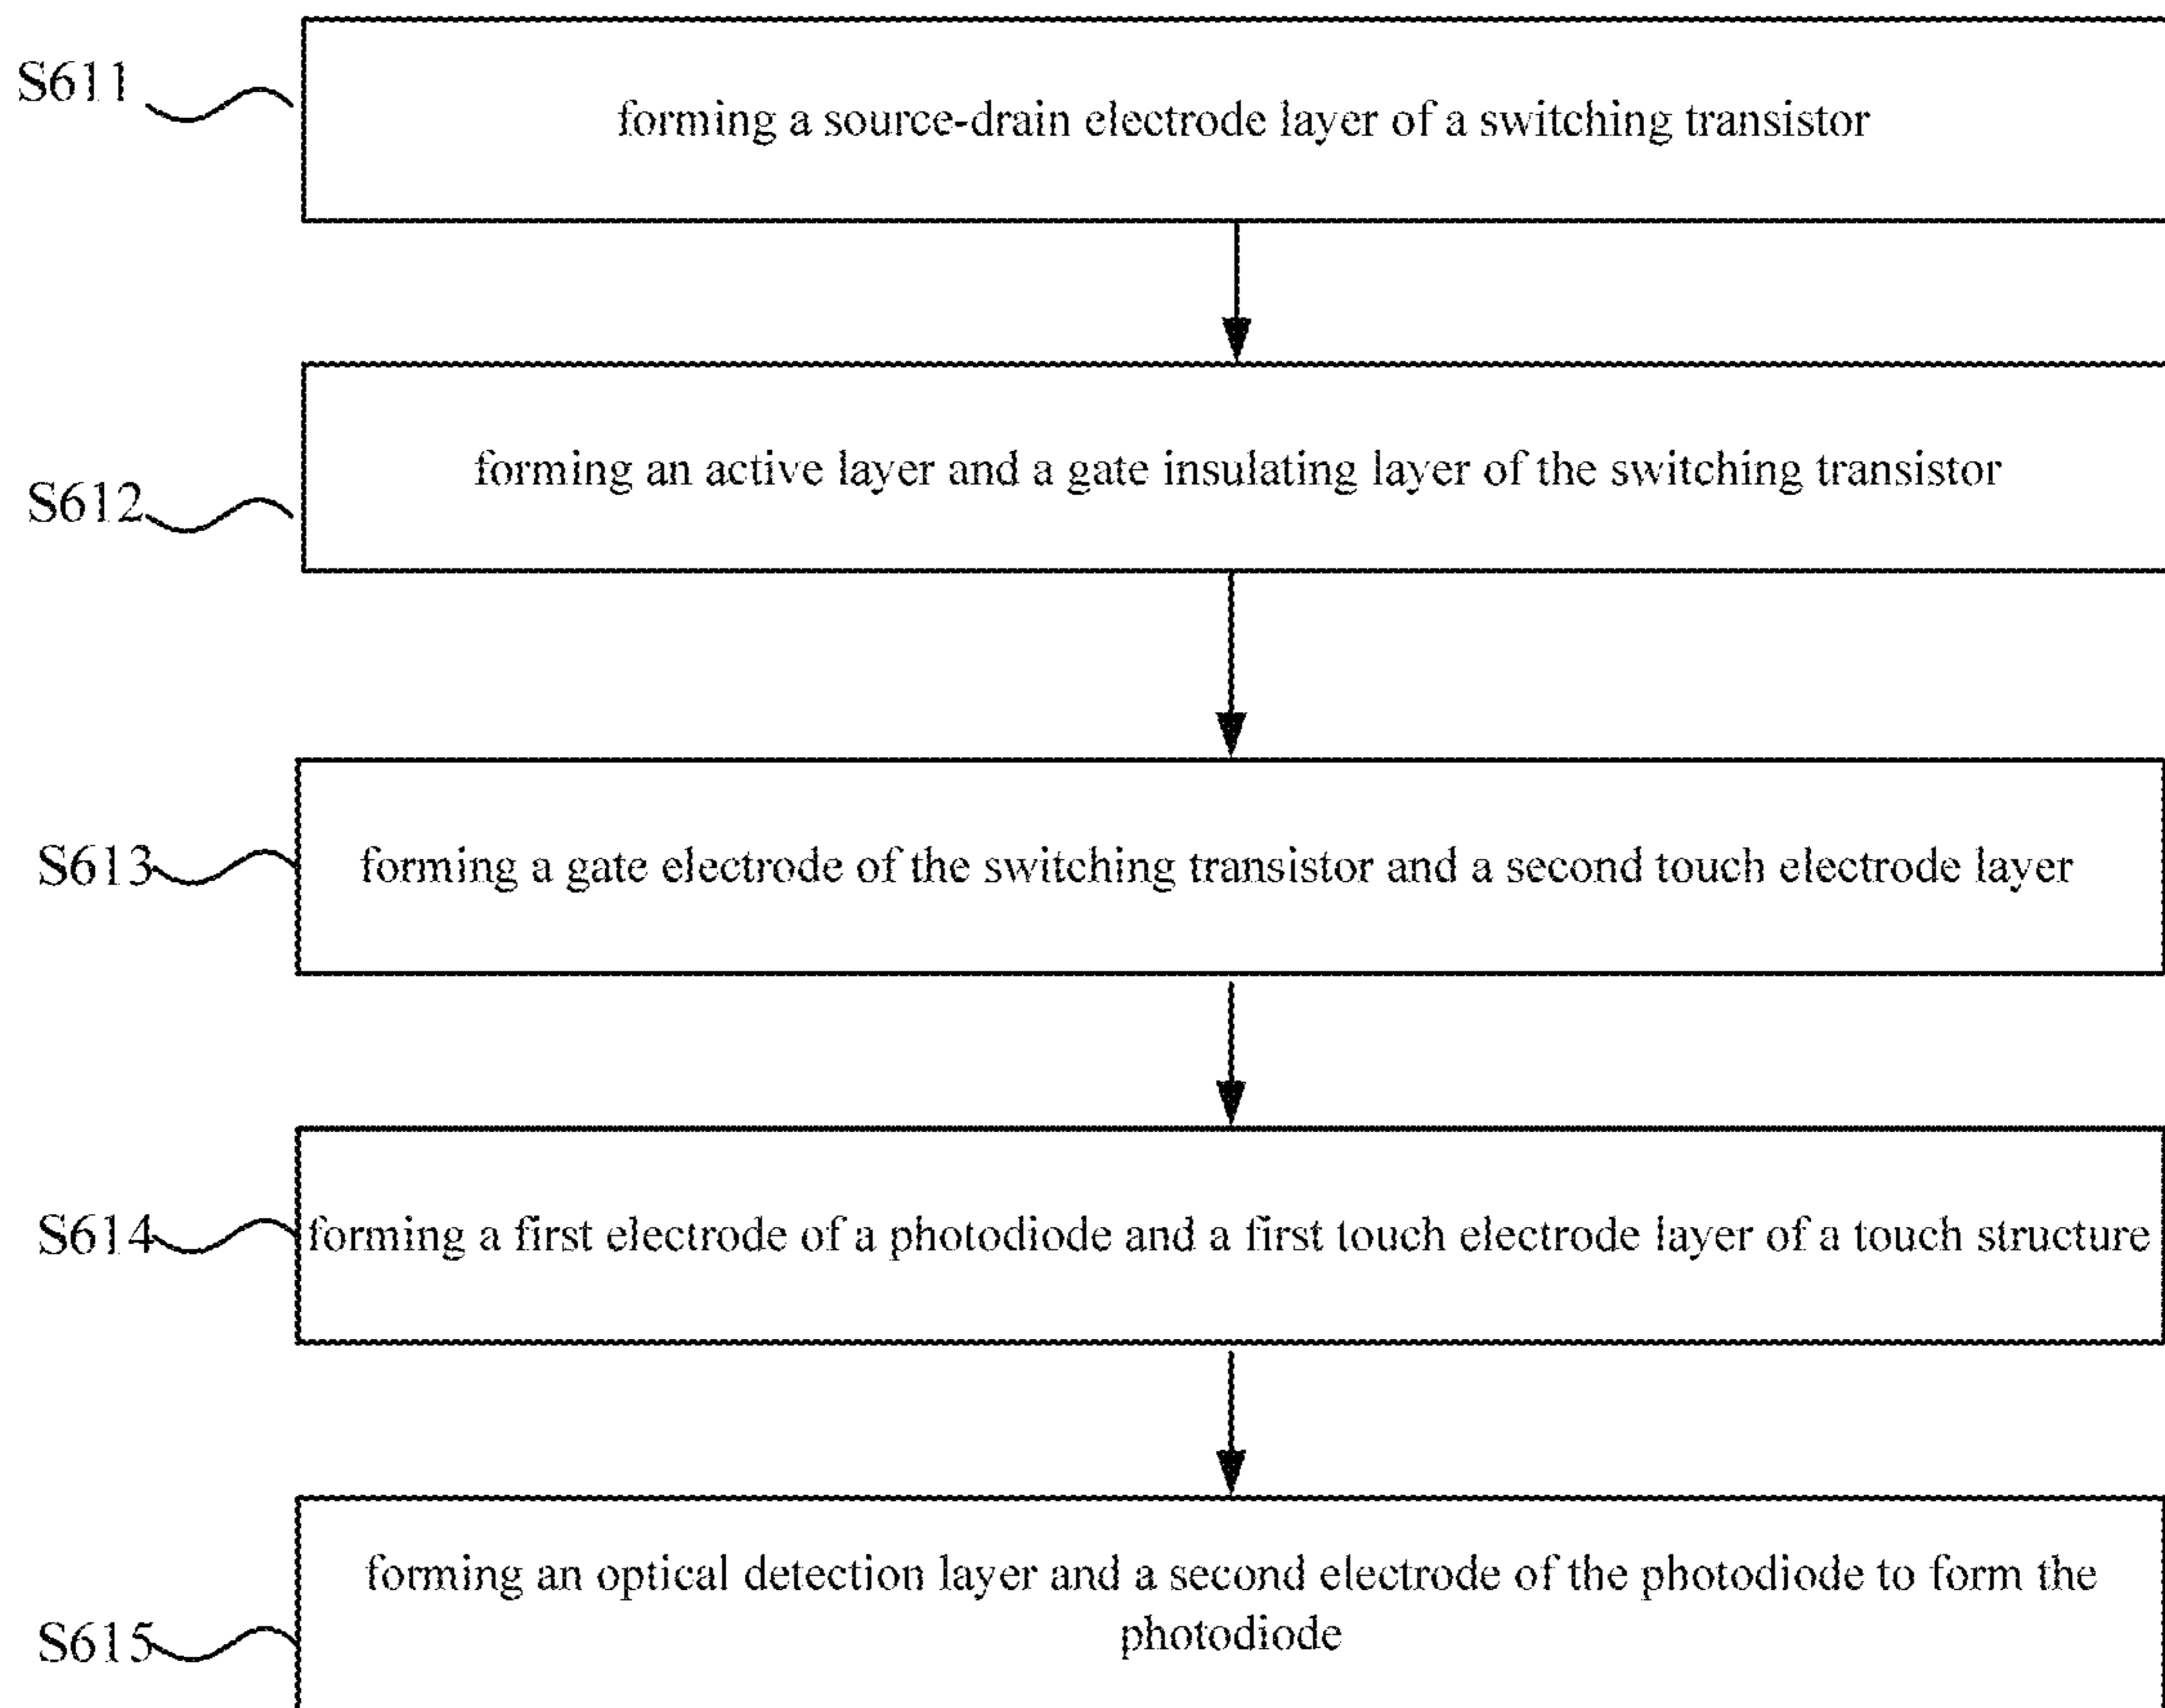 S611
forming a source-drain electrode layer of a switching transistor
S612
forming an active layer and a gate insulating layer of the switching transistor
S613
forming a gate electrode of the switching transistor and a second touch electrode layer
S614
forming a first electrode of a photodiode and a first touch electrode layer of a touch structure
S615
forming an optical detection layer and a second electrode of the photodiode to form the
photodiode